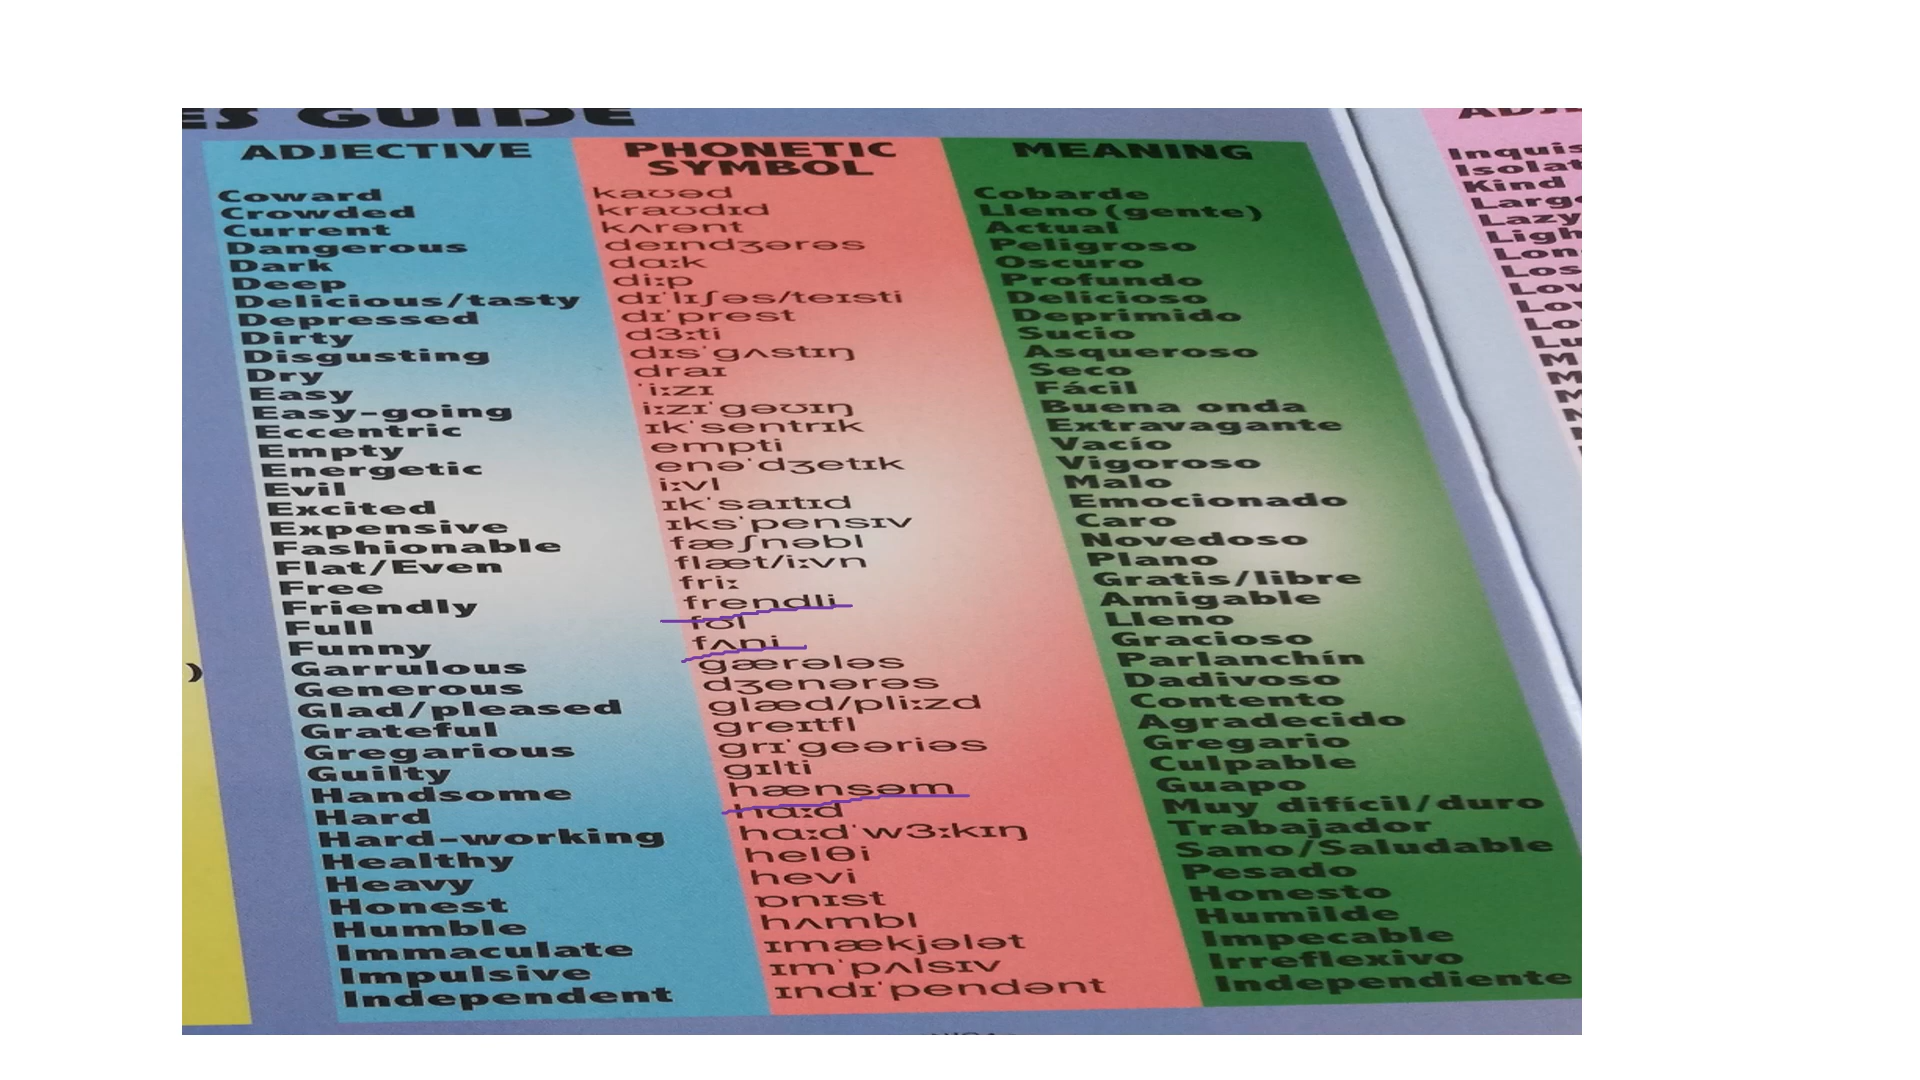 ES GUIDE
ADJECTIVE PHONETIC SYMBOL MEANING
Coward kaʊəd Cobarde
Crowded kraʊdɪd Lleno (gente)
Current kʌrənt Actual
Dangerous deɪndʒərəs Peligroso
Dark dɑːk Oscuro
Deep diːp Profundo
Delicious/tasty dɪˈlɪʃəs/teɪsti Delicioso
Depressed dɪˈprest Deprimido
Dirty dɜːti Sucio
Disgusting dɪsˈgʌstɪŋ Asqueroso
Dry draɪ Seco
Easy ˈiːzɪ Fácil
Easy-going iːzɪˈgəʊɪŋ Buena onda
Eccentric ɪkˈsentrɪk Extravagante
Empty empti Vacío
Energetic enəˈdʒetɪk Vigoroso
Evil iːvl Malo
Excited ɪkˈsaɪtɪd Emocionado
Expensive ɪksˈpensɪv Caro
Fashionable fæʃnəbl Novedoso
Flat/Even flæt/iːvn Plano
Free friː Gratis/libre
Friendly frendli Amigable
Full fʊl Lleno
Funny fʌni Gracioso
Garrulous gærələs Parlanchín
Generous dʒenərəs Dadivoso
Glad/pleased glæd/pliːzd Contento
Grateful greɪtfl Agradecido
Gregarious grɪˈgeəriəs Gregario
Guilty gɪlti Culpable
Handsome hænsəm Guapo
Hard hɑːd Muy difícil/duro
Hard-working hɑːdˈwɜːkɪŋ Trabajador
Healthy helθi Sano/Saludable
Heavy hevi Pesado
Honest ɒnɪst Honesto
Humble hʌmbl Humilde
Immaculate ɪmækjələt Impecable
Impulsive ɪmˈpʌlsɪv Irreflexivo
Independent ɪndɪˈpendənt Independiente
Kind
Lazy